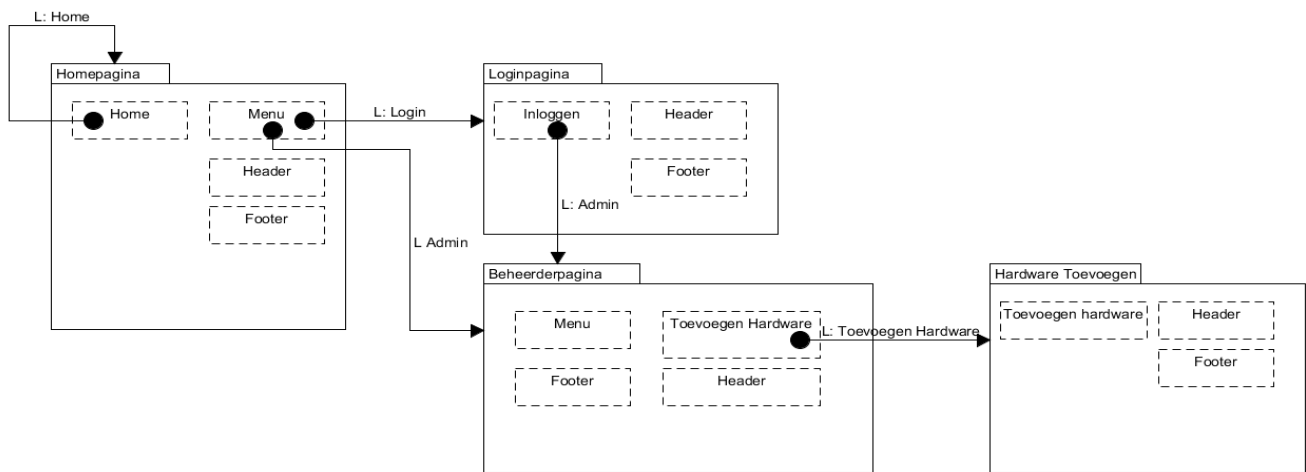 L: Home
Homepagina
Home
Menu
Header
Footer
L: Login
L Admin
Loginpagina
Inloggen
Header
Footer
L: Admin
Beheerderpagina
Menu
Toevoegen Hardware
Footer
Header
L: Toevoegen Hardware
Hardware Toevoegen
Toevoegen hardware
Header
Footer